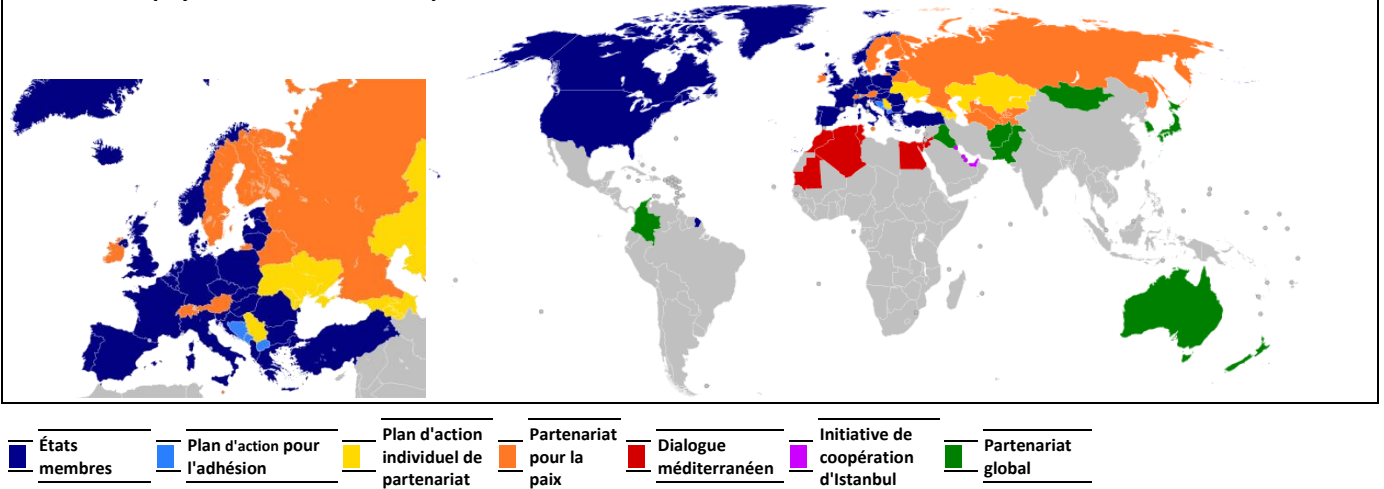 États
membres
Plan d'action pour
l'adhésion
Plan d'action
individuel de
partenariat
Partenariat
pour la
paix
Dialogue
méditerranéen
Initiative de
coopération
d'Istanbul
Partenariat
global